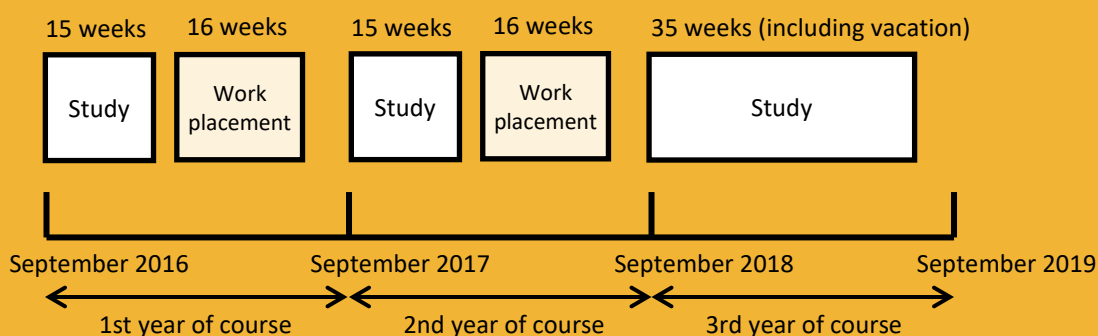 15 weeks 16 weeks 15 weeks 16 weeks 35 weeks (including vacation)
Study
Work
placement
Study
Work
placement
Study
September 2016 September 2017 September 2018 September 2019
1st year of course 2nd year of course 3rd year of course